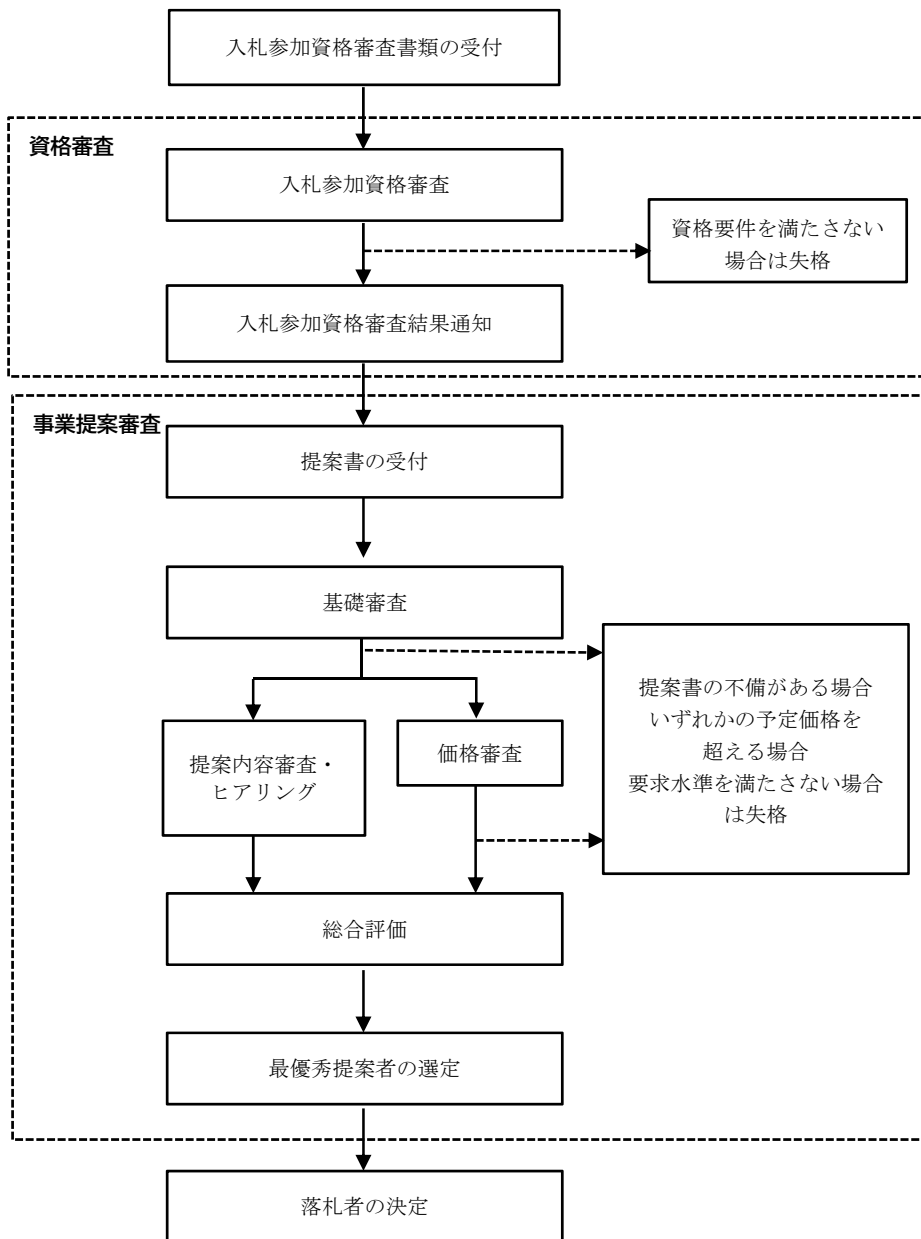 入札参加資格審査書類の受付
資格審査
入札参加資格審査
資格要件を満たさない
場合は失格
入札参加資格審査結果通知
事業提案審査
提案書の受付
基礎審査
提案書の不備がある場合
いずれかの予定価格を
超える場合
要求水準を満たさない場合
は失格
提案内容審査・
ヒアリング
価格審査
総合評価
最優秀提案者の選定
落札者の決定